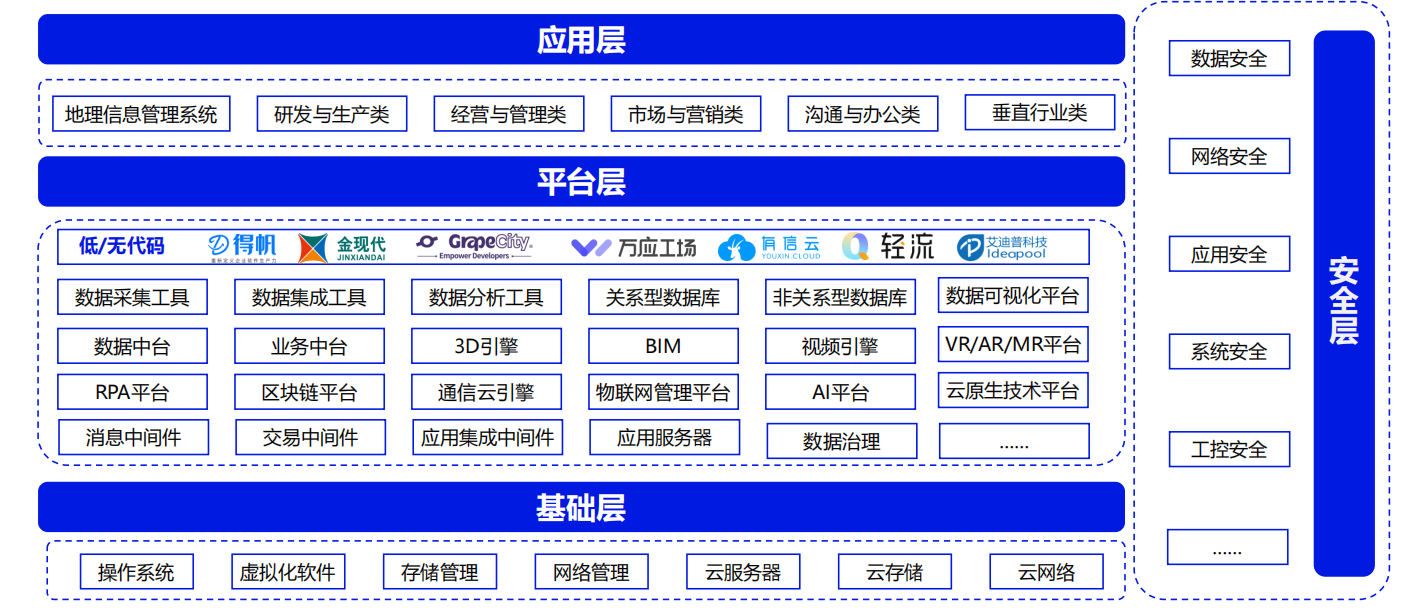 应用层
地理信息管理系统 研发与生产类 经营与管理类 市场与营销类 沟通与办公类 垂直行业类
平台层
低/无代码 得帆 金现代 GrapeCity 万应工场 有信云 轻流 艾迪普科技
重新定义企业软件生产力 JINXIANDAI Empower Developers YOUXIN.CLOUD Ideapool
数据采集工具 数据集成工具 数据分析工具 关系型数据库 非关系型数据库 数据可视化平台
数据中台 业务中台 3D引擎 BIM 视频引擎 VR/AR/MR平台
RPA平台 区块链平台 通信云引擎 物联网管理平台 AI平台 云原生技术平台
消息中间件 交易中间件 应用集成中间件 应用服务器 数据治理 ......
基础层
操作系统 虚拟化软件 存储管理 网络管理 云服务器 云存储 云网络
数据安全
网络安全
应用安全
系统安全
工控安全
......
安全层